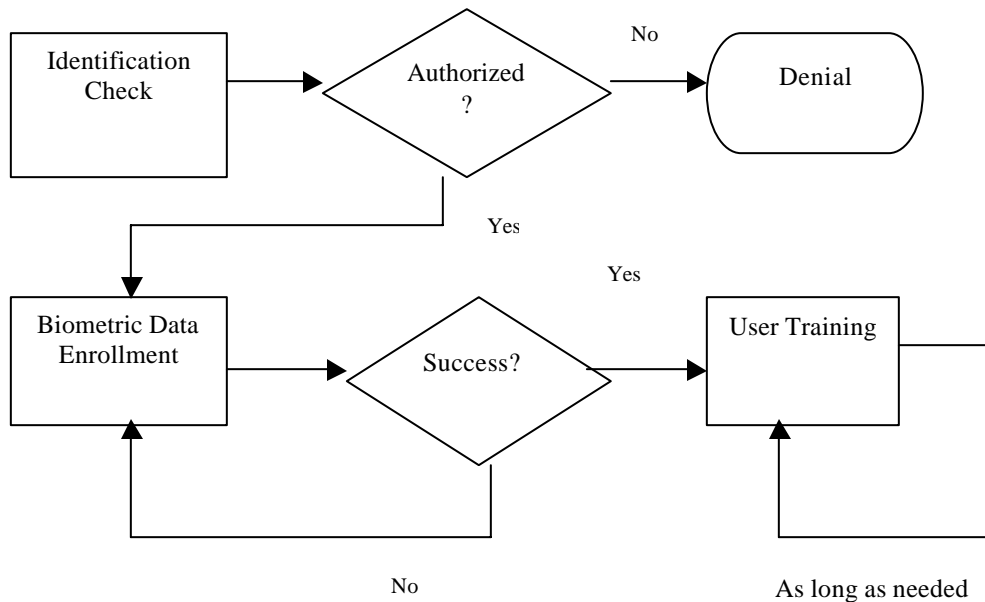 Identification
Check
Authorized
?
No
Denial
Yes
Yes
Biometric Data
Enrollment
Success?
User Training
No
As long as needed